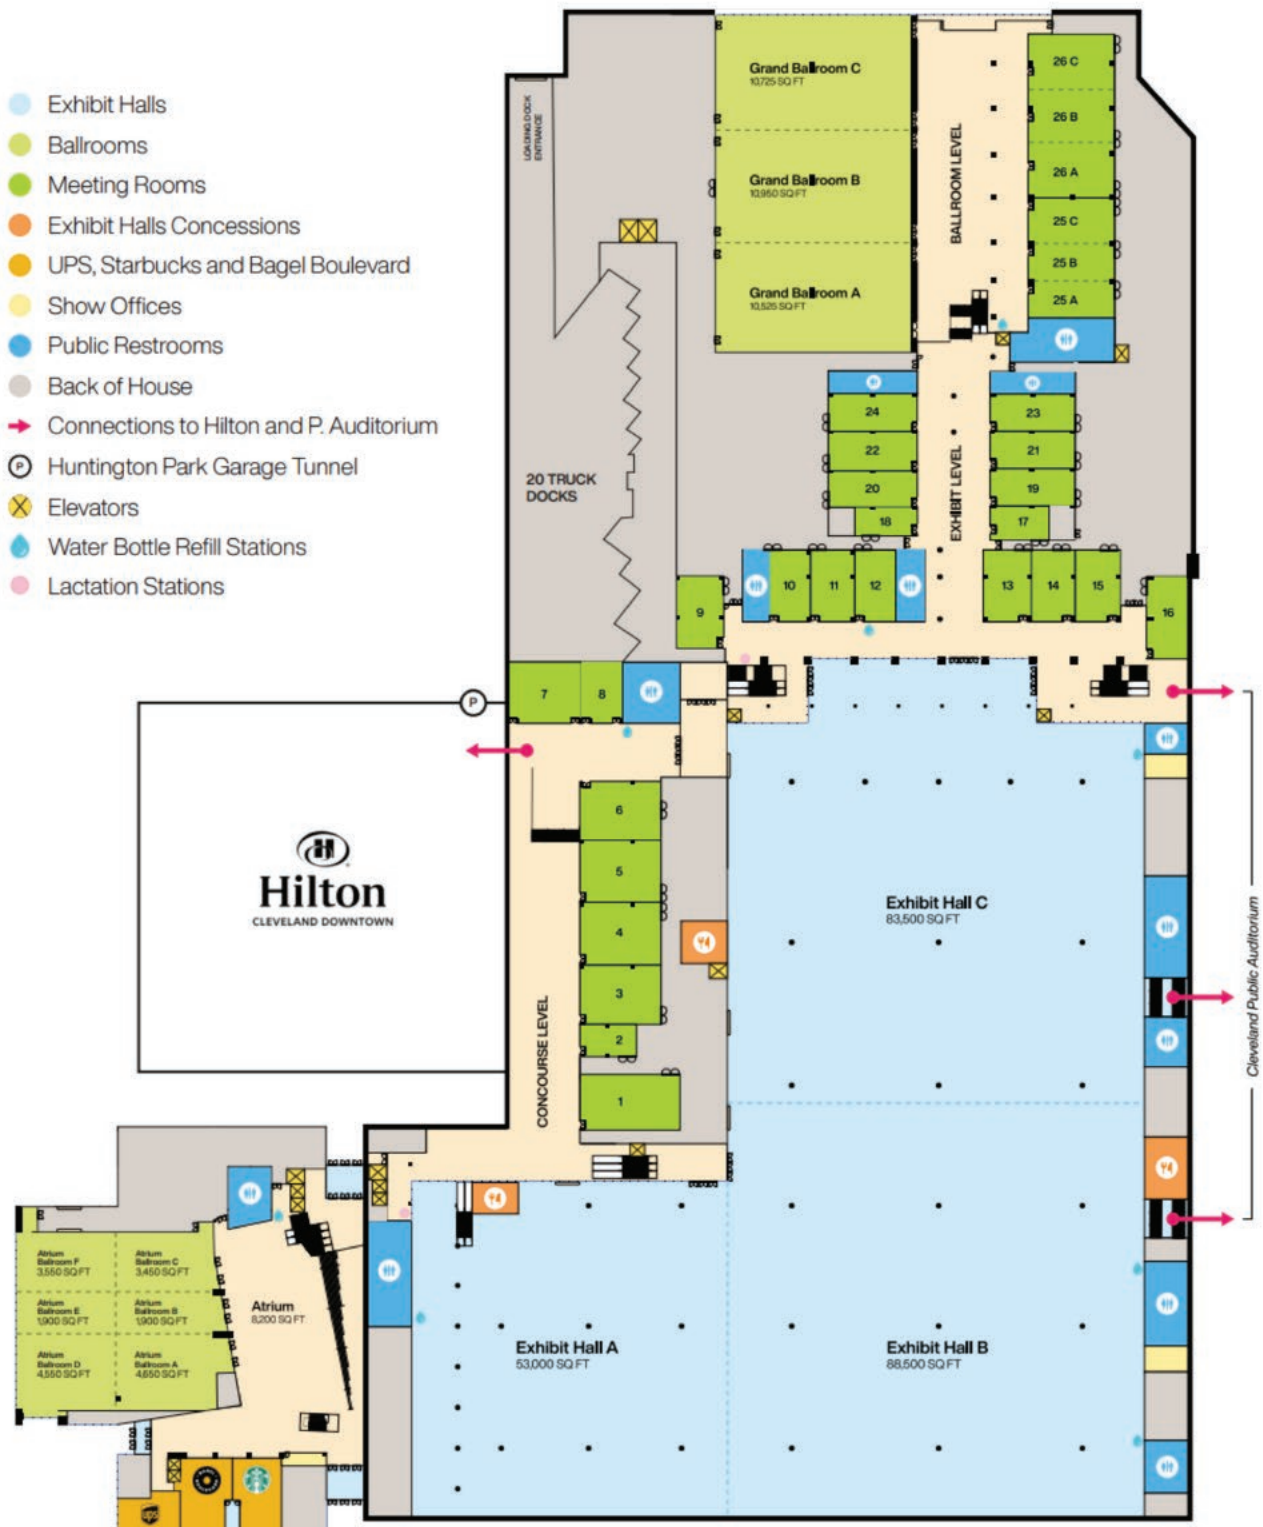 Exhibit Halls
Ballrooms
Meeting Rooms
Exhibit Halls Concessions
UPS, Starbucks and Bagel Boulevard
Show Offices
Public Restrooms
Back of House
Connections to Hilton and P. Auditorium
P
Huntington Park Garage Tunnel
Elevators
Water Bottle Refill Stations
Lactation Stations
LOADING DOCK
ENTRANCE
Grand Ballroom C
10,725 SQ FT
Grand Ballroom B
10,950 SQ FT
Grand Ballroom A
10,525 SQ FT
BALLROOM LEVEL
26 C
26 B
26 A
25 C
25 B
25 A
20 TRUCK
DOCKS
24
22
20
18
EXHIBIT LEVEL
23
21
19
17
9
10
11
12
13
14
15
16
7
8
P
6
5
4
3
2
1
CONCOURSE LEVEL
H
Hilton
CLEVELAND DOWNTOWN
Exhibit Hall C
83,500 SQ FT
Cleveland Public Auditorium
Atrium
Ballroom F
3,550 SQ FT
Atrium
Ballroom C
3,450 SQ FT
Atrium
Ballroom E
1,900 SQ FT
Atrium
Ballroom B
1,900 SQ FT
Atrium
Ballroom D
4,550 SQ FT
Atrium
Ballroom A
4,650 SQ FT
Atrium
8,200 SQ FT
Exhibit Hall A
53,000 SQ FT
Exhibit Hall B
88,500 SQ FT
UPS